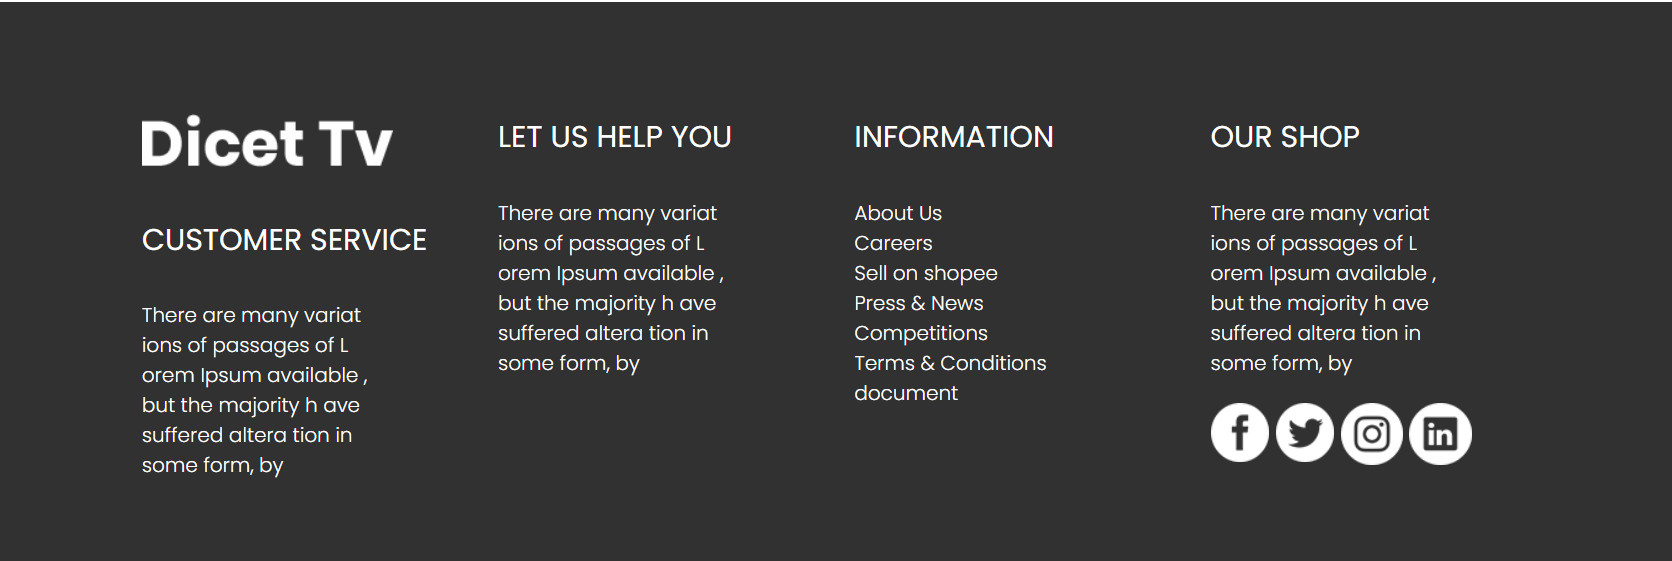 Dicet Tv
CUSTOMER SERVICE
There are many variat
ions of passages of L
orem Ipsum available ,
but the majority h ave
suffered altera tion in
some form, by
LET US HELP YOU
There are many variat
ions of passages of L
orem Ipsum available ,
but the majority h ave
suffered altera tion in
some form, by
INFORMATION
About Us
Careers
Sell on shopee
Press & News
Competitions
Terms & Conditions
document
OUR SHOP
There are many variat
ions of passages of L
orem Ipsum available ,
but the majority h ave
suffered altera tion in
some form, by